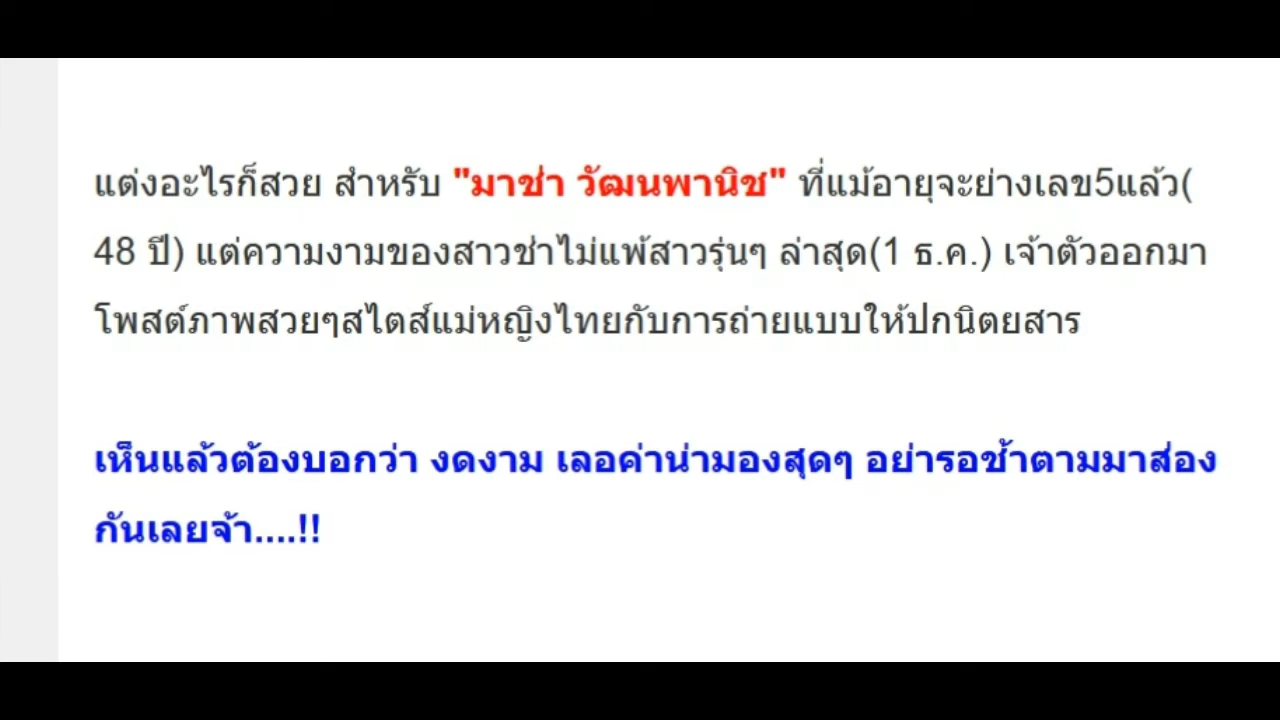 แต่งอะไรก็สวย สำหรับ "มาช่า วัฒนพานิช" ที่แม้อายุจะย่างเลข5แล้ว(
48 ปี) แต่ความงามของสาวช่าไม่แพ้สาวรุ่นๆ ล่าสุด(1 ธ.ค.) เจ้าตัวออกมา
โพสต์ภาพสวยๆสไตส์แม่หญิงไทยกับการถ่ายแบบให้ปกนิตยสาร
เห็นแล้วต้องบอกว่า งดงาม เลอค่าน่ามองสุดๆ อย่ารอช้าตามมาส่อง
กันเลยจ้า....!!